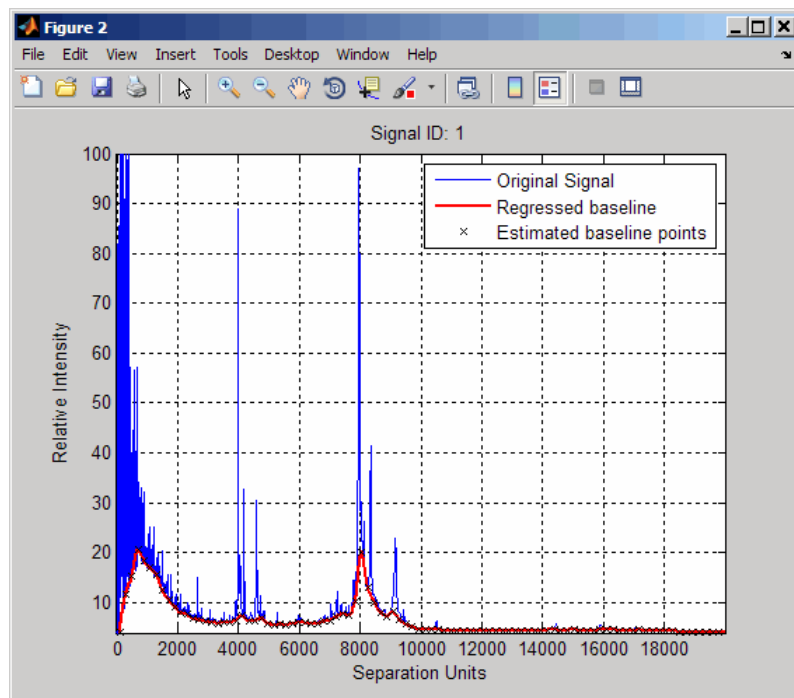 Figure 2
File Edit View Insert Tools Desktop Window Help
Signal ID: 1
Original Signal
Regressed baseline
Estimated baseline points
100
90
80
70
60
50
40
30
20
10
Relative Intensity
0 2000 4000 6000 8000 10000 12000 14000 16000 18000
Separation Units